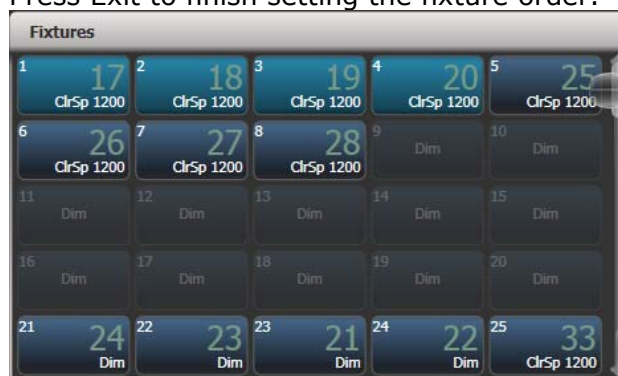 Press Exit to finish setting the fixture order.
Fixtures
1 17 2 18 3 19 4 20 5 25
ClrSp 1200 ClrSp 1200 ClrSp 1200 ClrSp 1200 ClrSp 1200
6 26 7 27 8 28 9 Dim 10 Dim
ClrSp 1200 ClrSp 1200 ClrSp 1200
11 Dim 12 Dim 13 Dim 14 Dim 15 Dim
16 Dim 17 Dim 18 Dim 19 Dim 20 Dim
21 24 22 23 23 21 24 22 25 33
Dim Dim Dim Dim ClrSp 1200